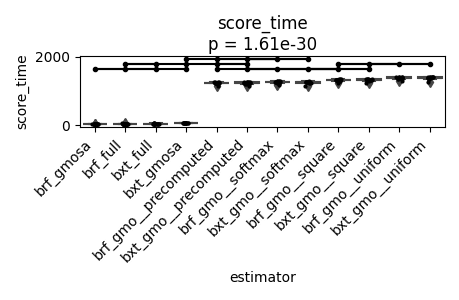 score_time
p = 1.61e-30
score_time
2000
0
brf_gmosa
brf_full
bxt_full
bxt_gmosa
brf_gmo__precomputed
bxt_gmo__precomputed
brf_gmo__softmax
bxt_gmo__softmax
brf_gmo__square
bxt_gmo__square
brf_gmo__uniform
bxt_gmo__uniform
estimator